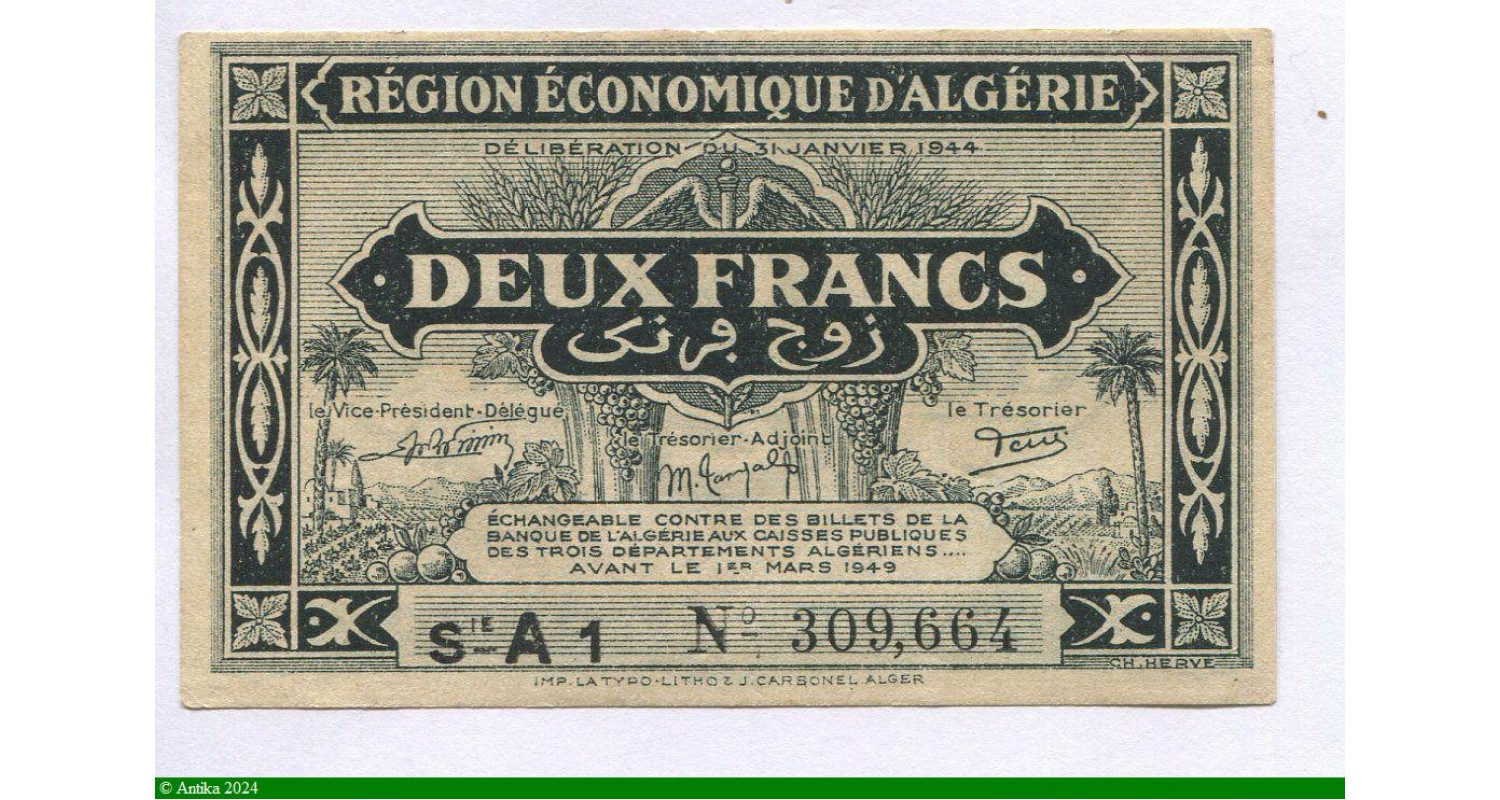 RÉGION ÉCONOMIQUE D'ALGÉRIE
DÉLIBÉRATION DU 31 JANVIER 1944
DEUX FRANCS
زوج فرنك
le Vice-Président-Délégué
le Trésorier
le Trésorier-Adjoint
ÉCHANGEABLE CONTRE DES BILLETS DE LA
BANQUE DE L'ALGÉRIE AUX CAISSES PUBLIQUES
DES TROIS DÉPARTEMENTS ALGÉRIENS....
AVANT LE 1ER MARS 1949
SIE A 1 No 309,664
CH. HERVÉ
IMP. LA TYPO-LITHO & J. CARBONEL ALGER
© Antika 2024